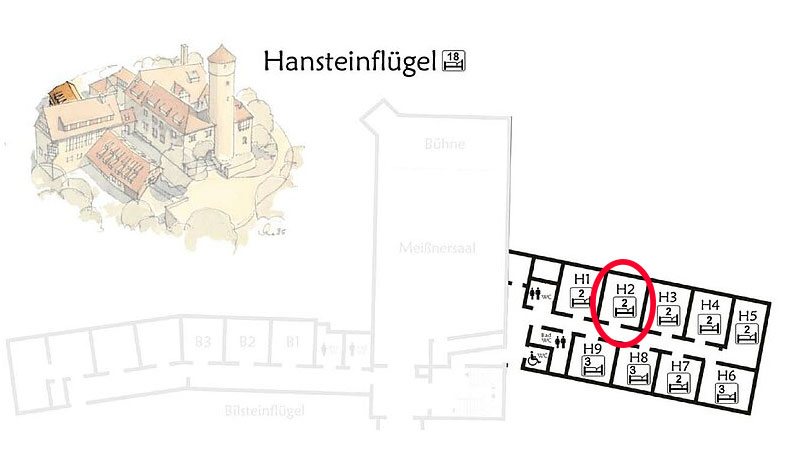 Hansteinflügel 18
Bühne
Meißnersaal
H1
2
H2
2
H3
2
H4
2
H5
2
WC
Bad
WC
WC
H9
3
H8
3
H7
2
H6
3
B3
B2
B1
Bilsteinflügel